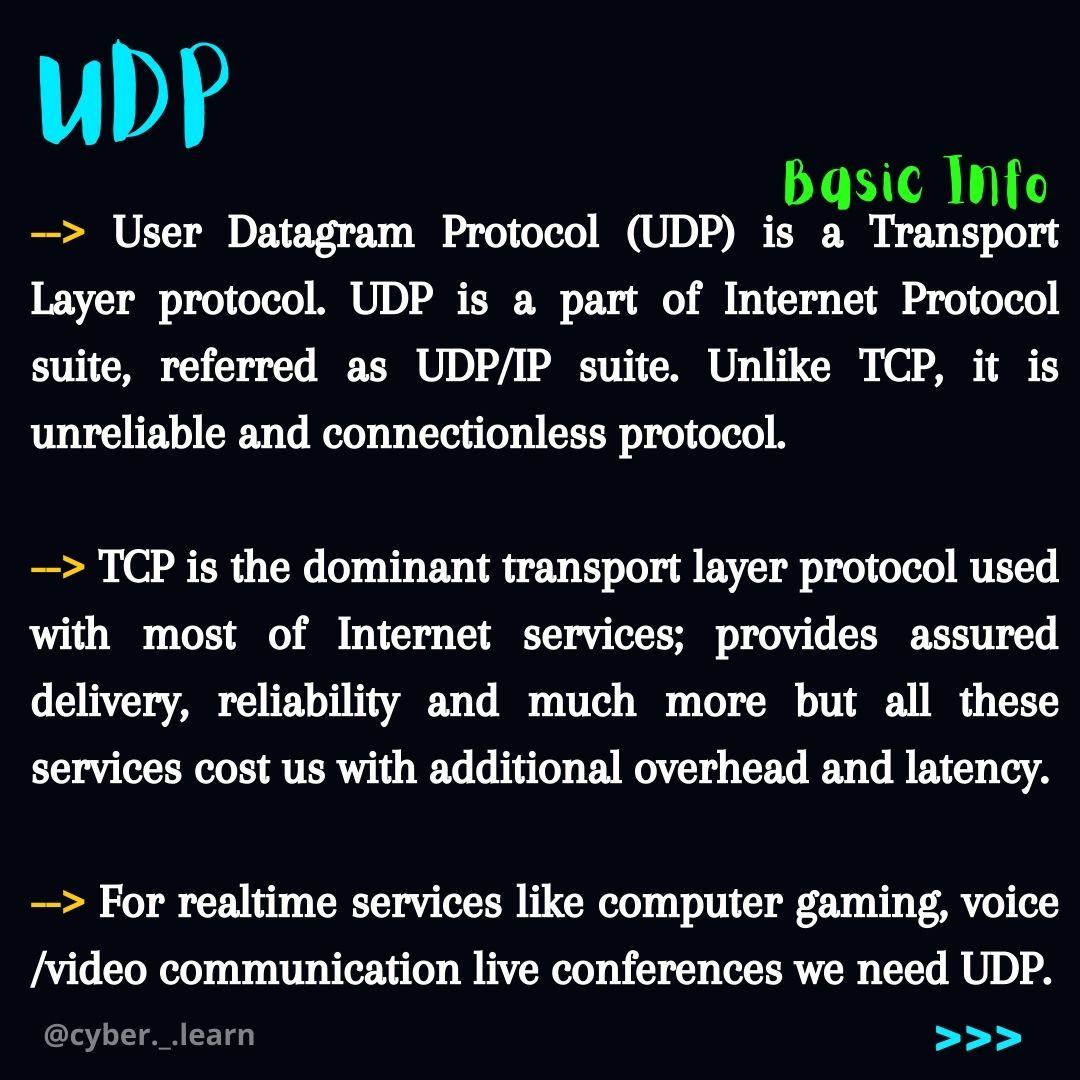 UDP
Basic Info
--> User Datagram Protocol (UDP) is a Transport
Layer protocol. UDP is a part of Internet Protocol
suite, referred as UDP/IP suite. Unlike TCP, it is
unreliable and connectionless protocol.
--> TCP is the dominant transport layer protocol used
with most of Internet services; provides assured
delivery, reliability and much more but all these
services cost us with additional overhead and latency.
--> For realtime services like computer gaming, voice
/video communication live conferences we need UDP.
@cyber._.learn
>>>